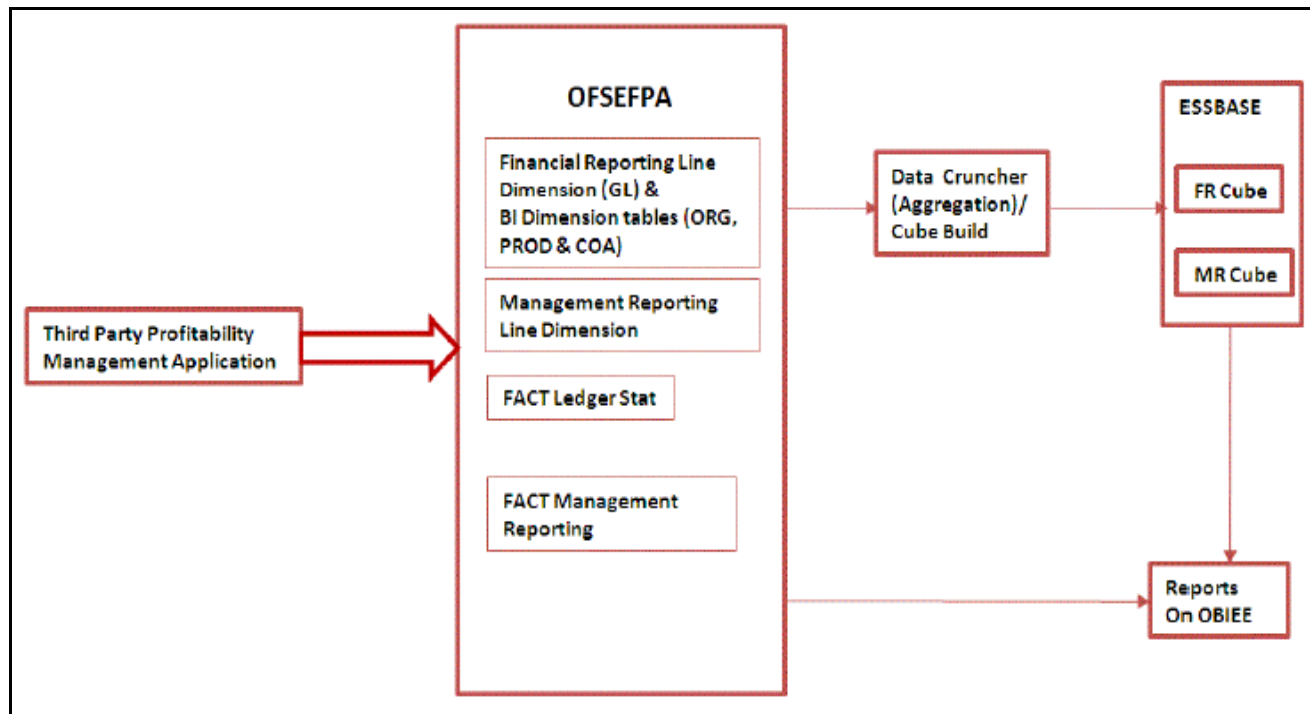 OFSEFPA
Financial Reporting Line
Dimension (GL) &
BI Dimension tables (ORG,
PROD & COA)
Management Reporting
Line Dimension
FACT Ledger Stat
FACT Management
Reporting
Third Party Profitability
Management Application
Data Cruncher
(Aggregation)/
Cube Build
ESSBASE
FR Cube
MR Cube
Reports
On OBIEE